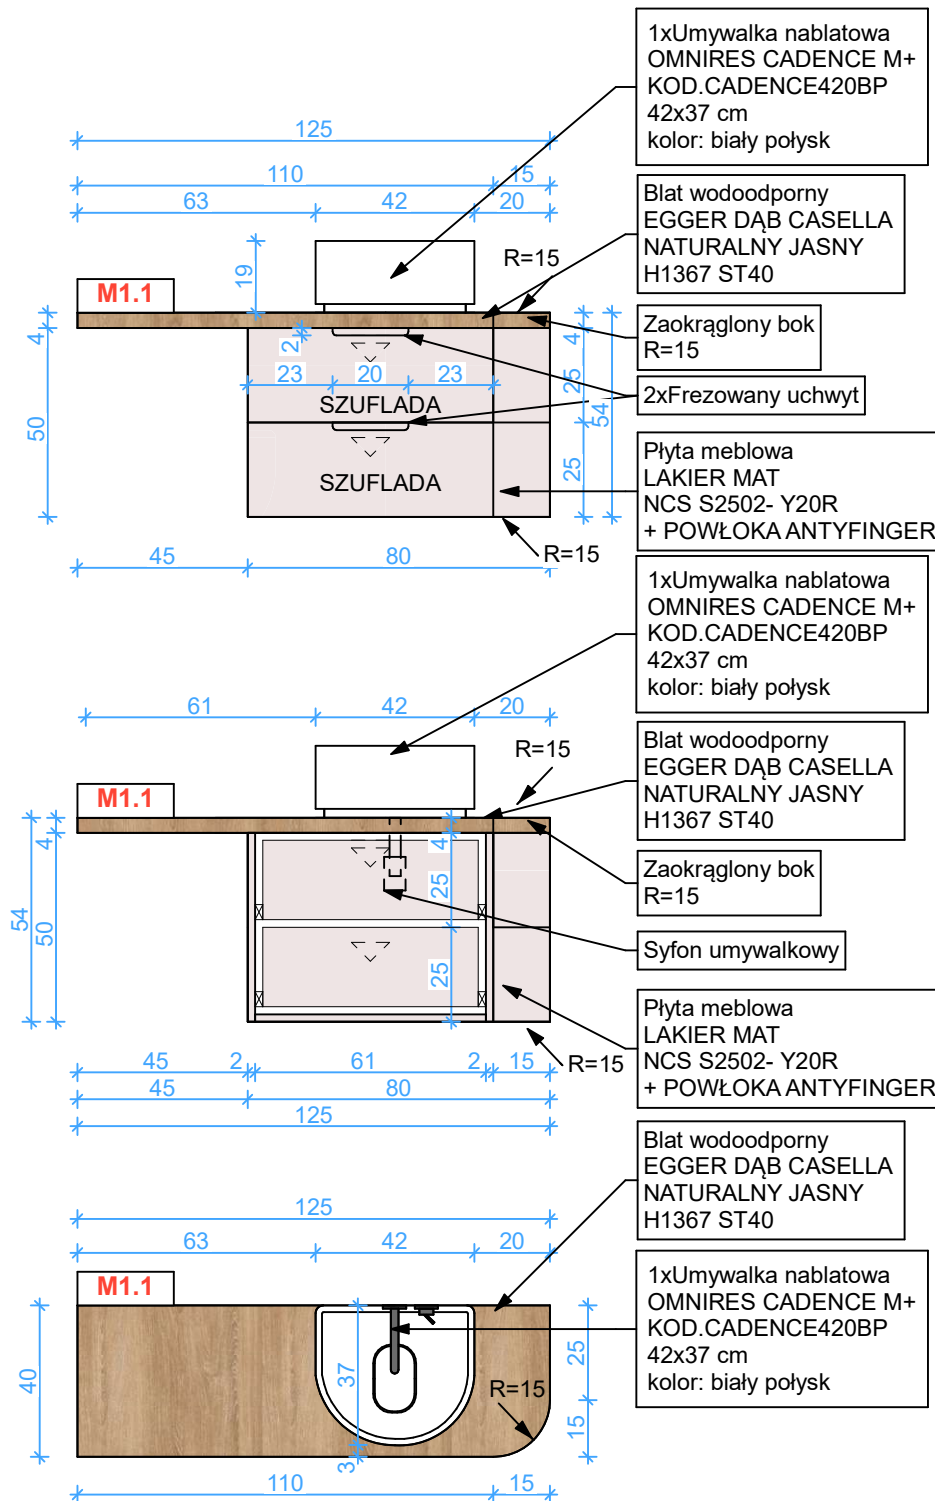 1xUmywalka nablatowa
OMNIRES CADENCE M+
KOD.CADENCE420BP
42x37 cm
kolor: biały połysk
125
110
15
63
42
20
Blat wodoodporny
EGGER DĄB CASELLA
NATURALNY JASNY
H1367 ST40
19
R=15
M1.1
Zaokrąglony bok
R=15
4
2
4
23
20
23
25
54
2xFrezowany uchwyt
SZUFLADA
50
Płyta meblowa
LAKIER MAT
NCS S2502- Y20R
+ POWŁOKA ANTYFINGER
25
SZUFLADA
R=15
45
80
1xUmywalka nablatowa
OMNIRES CADENCE M+
KOD.CADENCE420BP
42x37 cm
kolor: biały połysk
61
42
20
Blat wodoodporny
EGGER DĄB CASELLA
NATURALNY JASNY
H1367 ST40
R=15
M1.1
4
4
Zaokrąglony bok
R=15
25
54
50
Syfon umywalkowy
25
Płyta meblowa
LAKIER MAT
NCS S2502- Y20R
+ POWŁOKA ANTYFINGER
R=15
45
2
61
2
15
45
80
125
Blat wodoodporny
EGGER DĄB CASELLA
NATURALNY JASNY
H1367 ST40
125
63
42
20
M1.1
1xUmywalka nablatowa
OMNIRES CADENCE M+
KOD.CADENCE420BP
42x37 cm
kolor: biały połysk
40
37
25
R=15
15
3
110
15